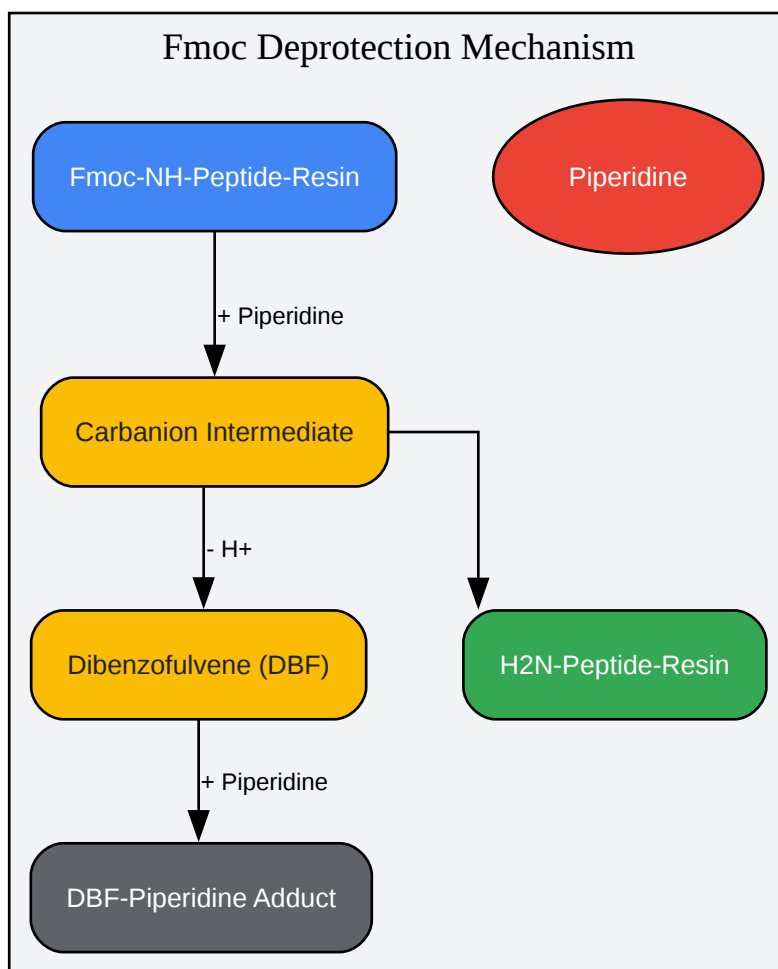 Fmoc Deprotection Mechanism
Fmoc-NH-Peptide-Resin
Piperidine
+ Piperidine
Carbanion Intermediate
- H+
Dibenzofulvene (DBF)
H2N-Peptide-Resin
+ Piperidine
DBF-Piperidine Adduct